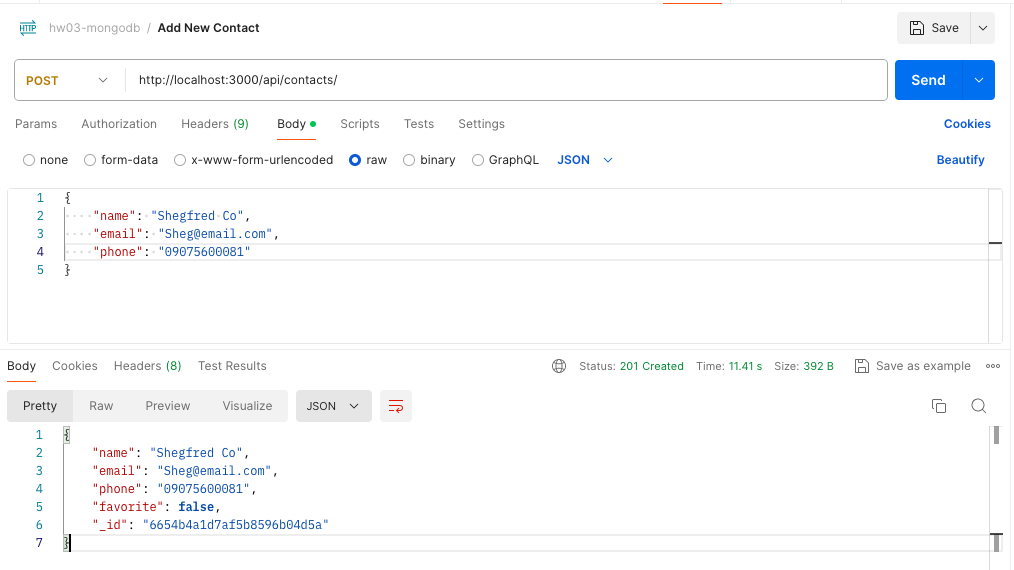 HTTP hw03-mongodb / Add New Contact Save
POST http://localhost:3000/api/contacts/ Send
Params Authorization Headers (9) Body Scripts Tests Settings Cookies
none form-data x-www-form-urlencoded raw binary GraphQL JSON Beautify
1 {
2 ····"name":·"Shegfred·Co",
3 ····"email":·"Sheg@email.com",
4 ····"phone":·"09075600081"
5 }
Body Cookies Headers (8) Test Results Status: 201 Created Time: 11.41 s Size: 392 B Save as example
Pretty Raw Preview Visualize JSON
1 {
2 "name": "Shegfred Co",
3 "email": "Sheg@email.com",
4 "phone": "09075600081",
5 "favorite": false,
6 "_id": "6654b4a1d7af5b8596b04d5a"
7 }